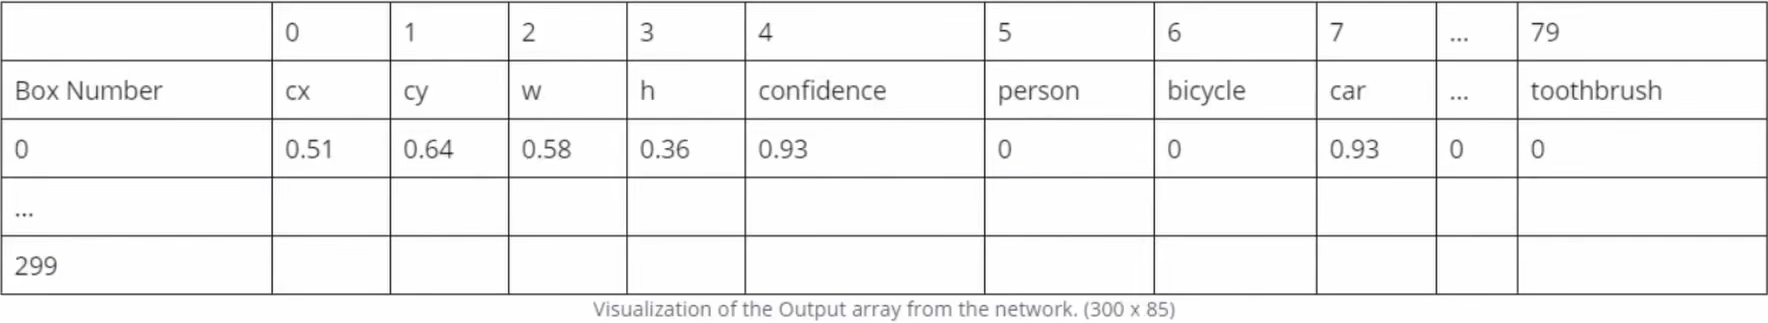 0 1 2 3 4 5 6 7 ... 79
Box Number cx cy w h confidence person bicycle car ... toothbrush
0 0.51 0.64 0.58 0.36 0.93 0 0 0.93 0 0
...
299
Visualization of the Output array from the network. (300 x 85)